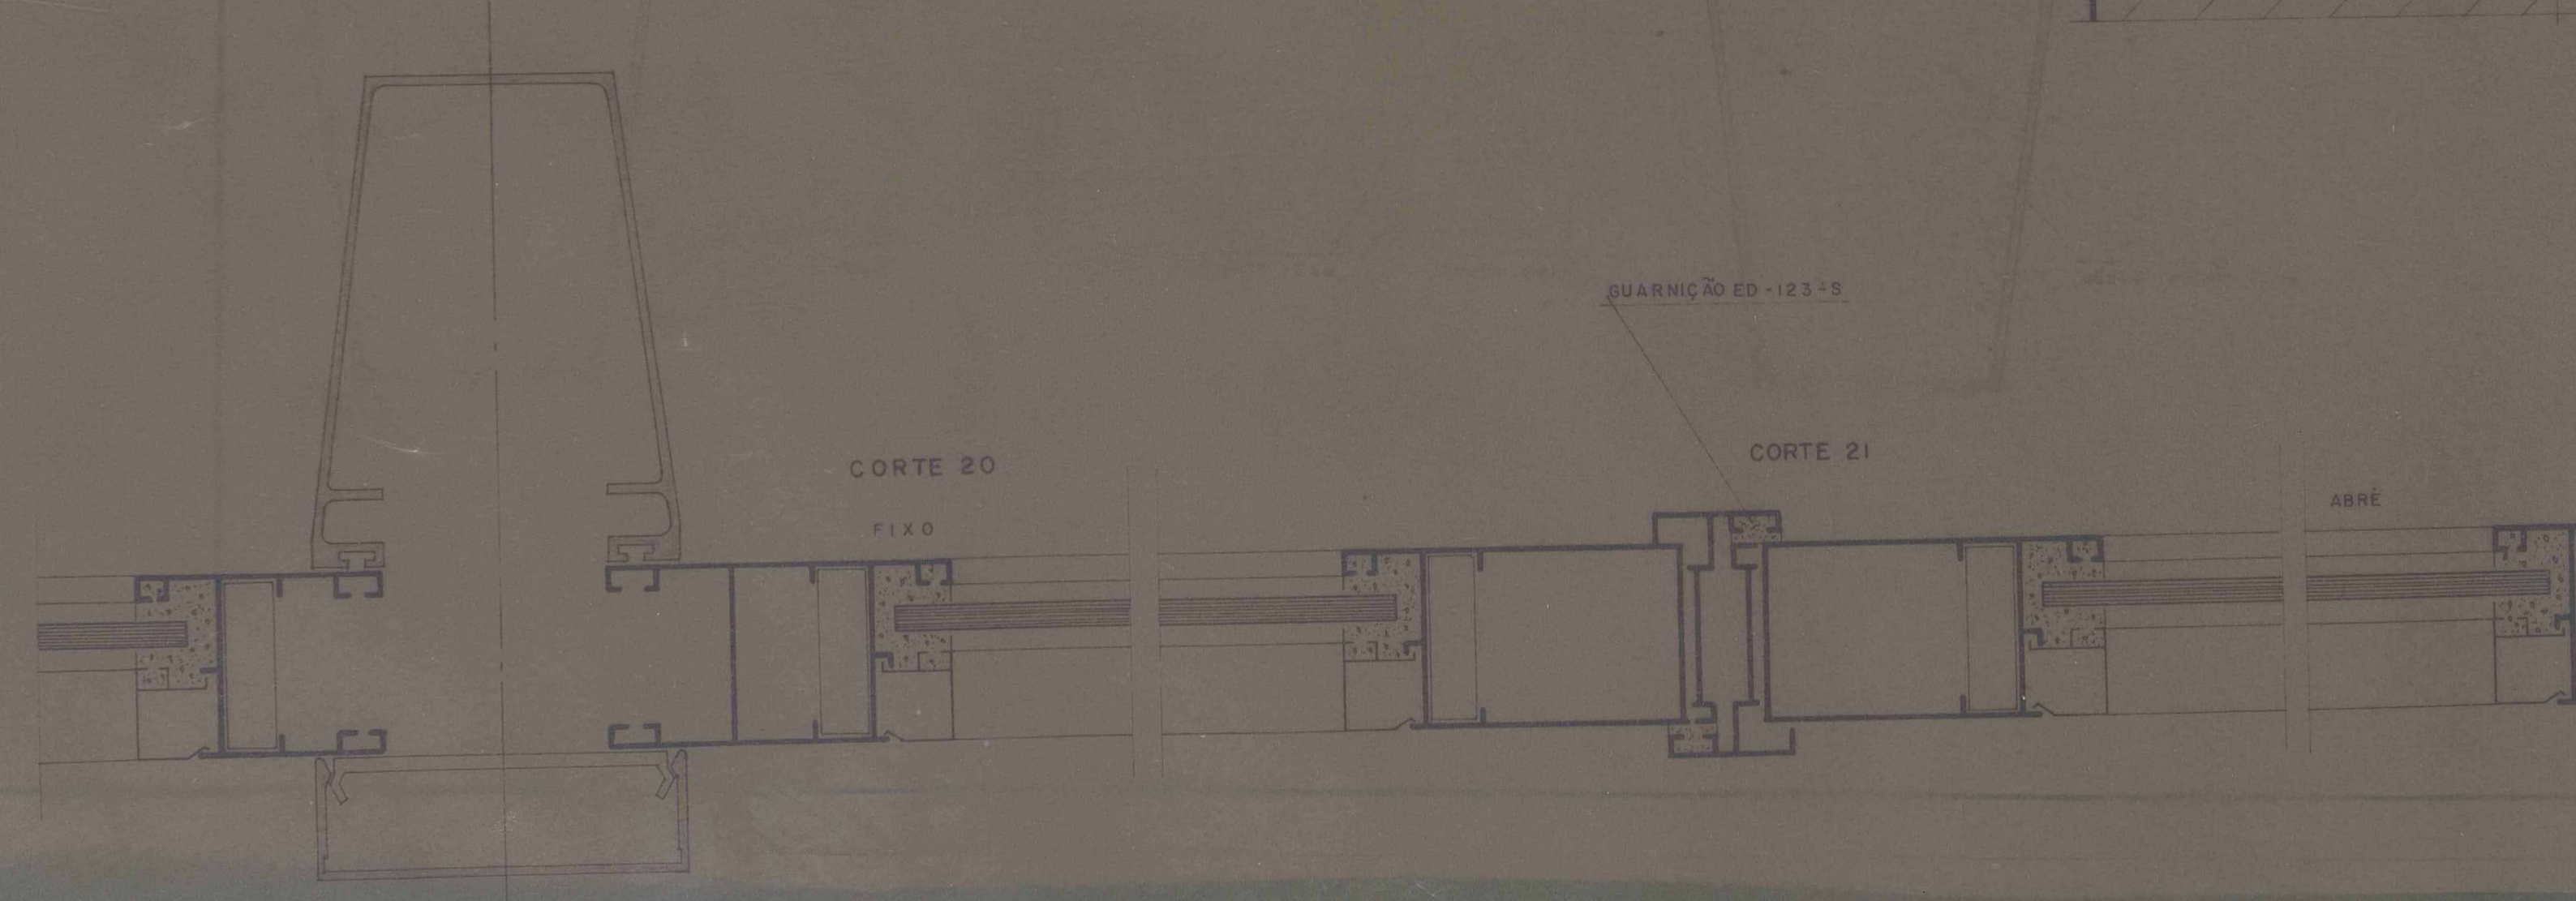 GUARNIÇÃO ED-123-S
CORTE 20
CORTE 21
FIXO
ABRE